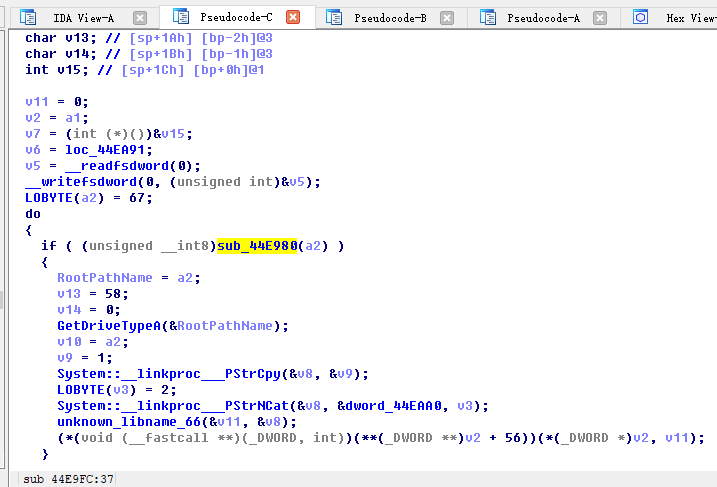 IDA View-A Pseudocode-C Pseudocode-B Pseudocode-A Hex View
char v13; // [sp+1Ah] [bp-2h]@3
char v14; // [sp+1Bh] [bp-1h]@3
int v15; // [sp+1Ch] [bp+0h]@1
v11 = 0;
v2 = a1;
v7 = (int (*)())&v15;
v6 = loc_44EA91;
v5 = __readfsdword(0);
__writefsdword(0, (unsigned int)&v5);
LOBYTE(a2) = 67;
do
{
if ( (unsigned __int8)sub_44E980(a2) )
{
RootPathName = a2;
v13 = 58;
v14 = 0;
GetDriveTypeA(&RootPathName);
v10 = a2;
v9 = 1;
System::__linkproc___PStrCpy(&v8, &v9);
LOBYTE(v3) = 2;
System::__linkproc___PStrNCat(&v8, &dword_44EAA0, v3);
unknown_libname_66(&v11, &v8);
(*(void (__fastcall **)(_DWORD, int))(**(_DWORD **)v2 + 56))(*(_DWORD *)v2, v11);
}
sub_44E9FC:37